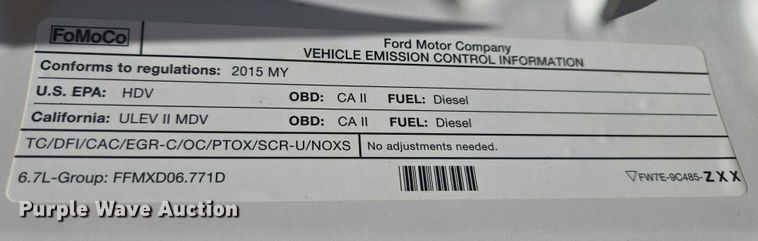 FoMoCo
Ford Motor Company
VEHICLE EMISSION CONTROL INFORMATION
Conforms to regulations: 2015 MY
U.S. EPA: HDV OBD: CA II FUEL: Diesel
California: ULEV II MDV OBD: CA II FUEL: Diesel
TC/DFI/CAC/EGR-C/OC/PTOX/SCR-U/NOXS No adjustments needed.
6.7L-Group: FFMXD06.771D ▽FW7E-9C485-ZXX
Purple Wave Auction